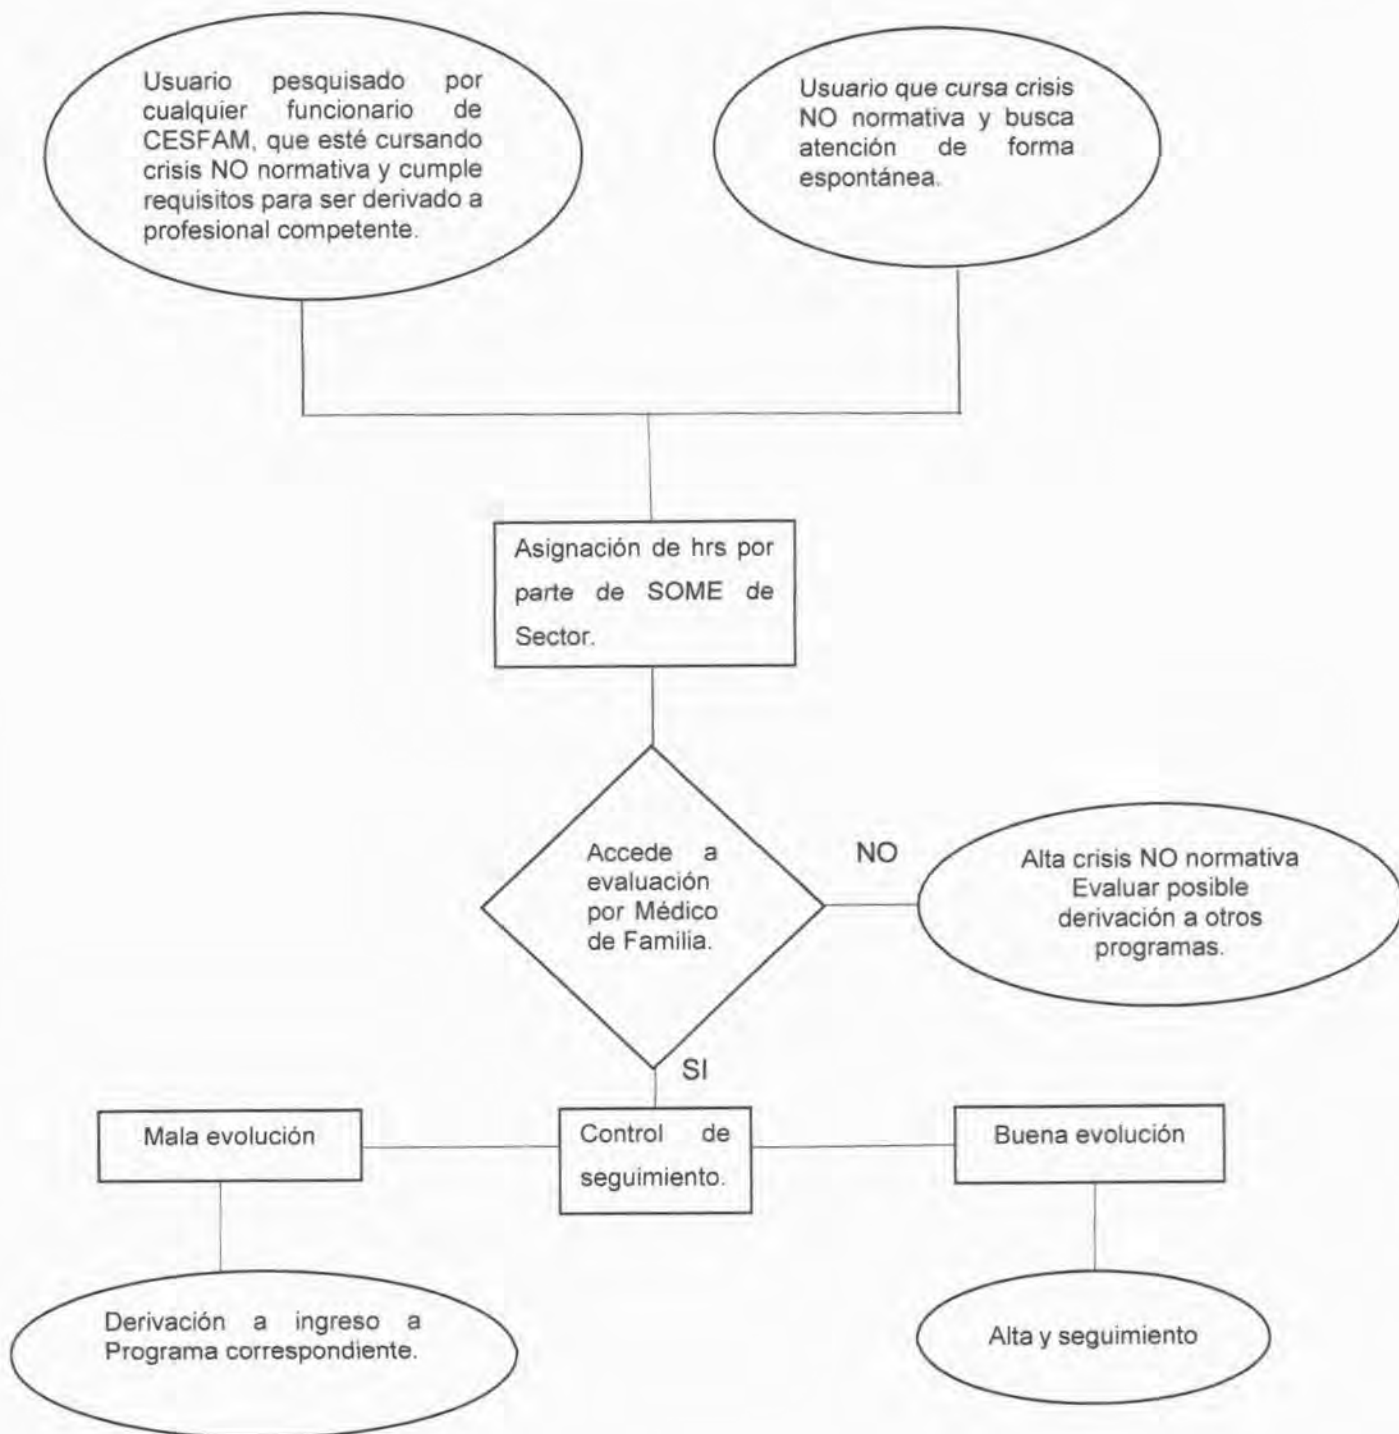 Usuario pesquisado por
cualquier funcionario de
CESFAM, que esté cursando
crisis NO normativa y cumple
requisitos para ser derivado a
profesional competente.
Usuario que cursa crisis
NO normativa y busca
atención de forma
espontánea.
Asignación de hrs por
parte de SOME de
Sector.
Accede a
evaluación
por Médico
de Familia.
NO
Alta crisis NO normativa
Evaluar posible
derivación a otros
programas.
SI
Mala evolución
Control de
seguimiento.
Buena evolución
Derivación a ingreso a
Programa correspondiente.
Alta y seguimiento